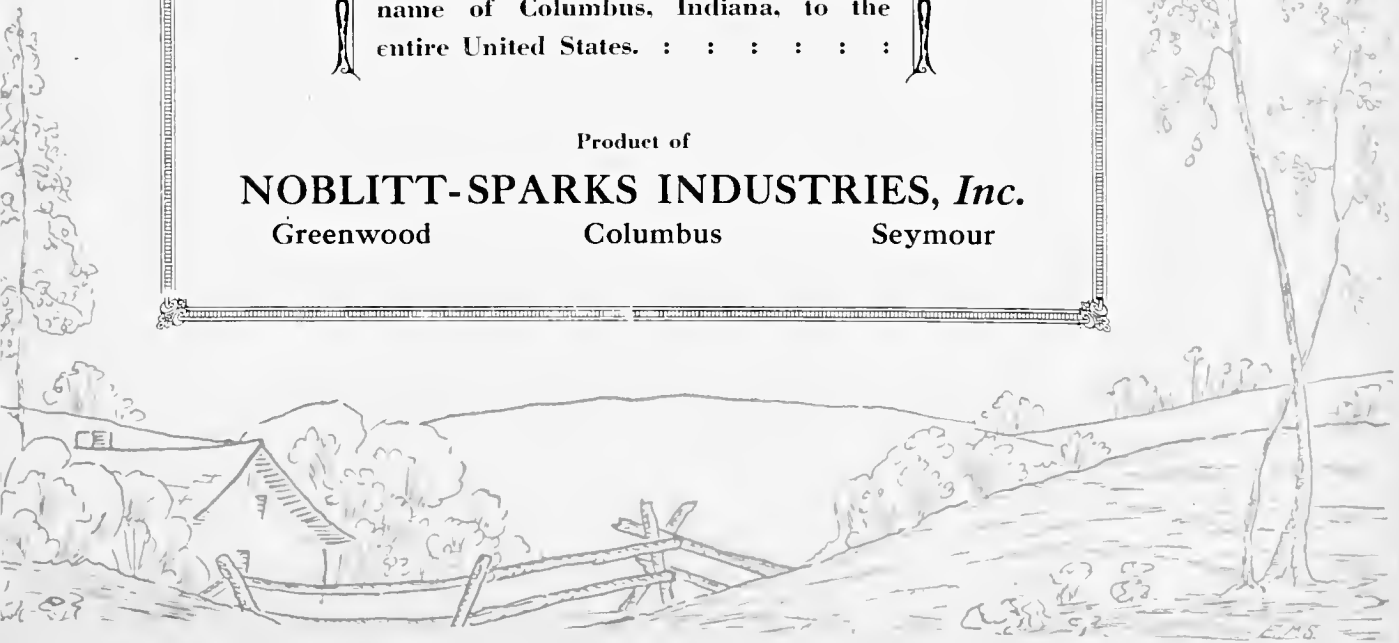 name of Columbus, Indiana, to the
entire United States. : : : : : :
Product of
NOBLITT-SPARKS INDUSTRIES, Inc.
Greenwood Columbus Seymour
E.M.S.